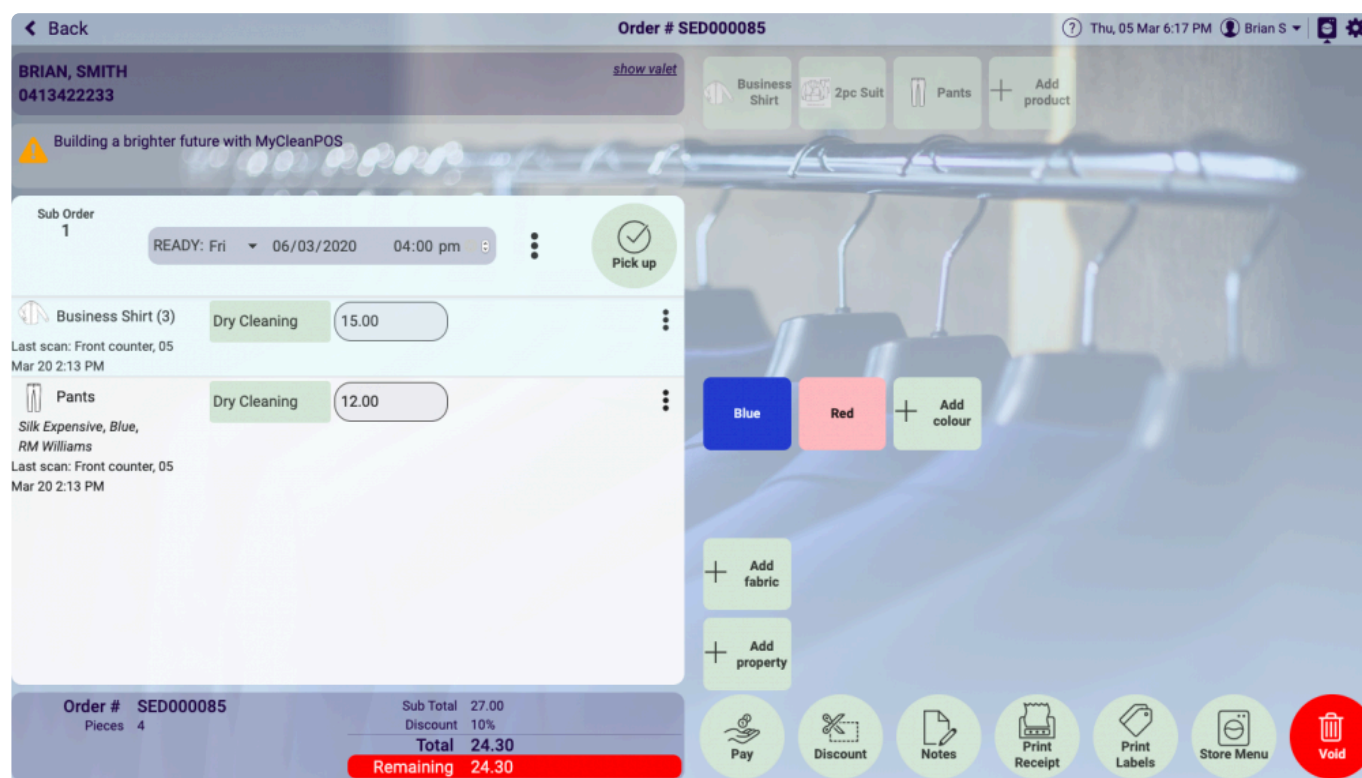 Back
Order # SED000085
? Thu, 05 Mar 6:17 PM Brian S
BRIAN, SMITH
show valet
0413422233
Building a brighter future with MyCleanPOS
Business
Shirt
2pc Suit
Pants
Add
product
Sub Order
1
READY: Fri 06/03/2020 04:00 pm
Pick up
Business Shirt (3)
Dry Cleaning
15.00
Last scan: Front counter, 05
Mar 20 2:13 PM
Pants
Dry Cleaning
12.00
Silk Expensive, Blue,
RM Williams
Last scan: Front counter, 05
Mar 20 2:13 PM
Blue
Red
Add
colour
Add
fabric
Add
property
Order # SED000085
Pieces 4
Sub Total 27.00
Discount 10%
Total 24.30
Remaining 24.30
Pay
Discount
Notes
Print
Receipt
Print
Labels
Store Menu
Void